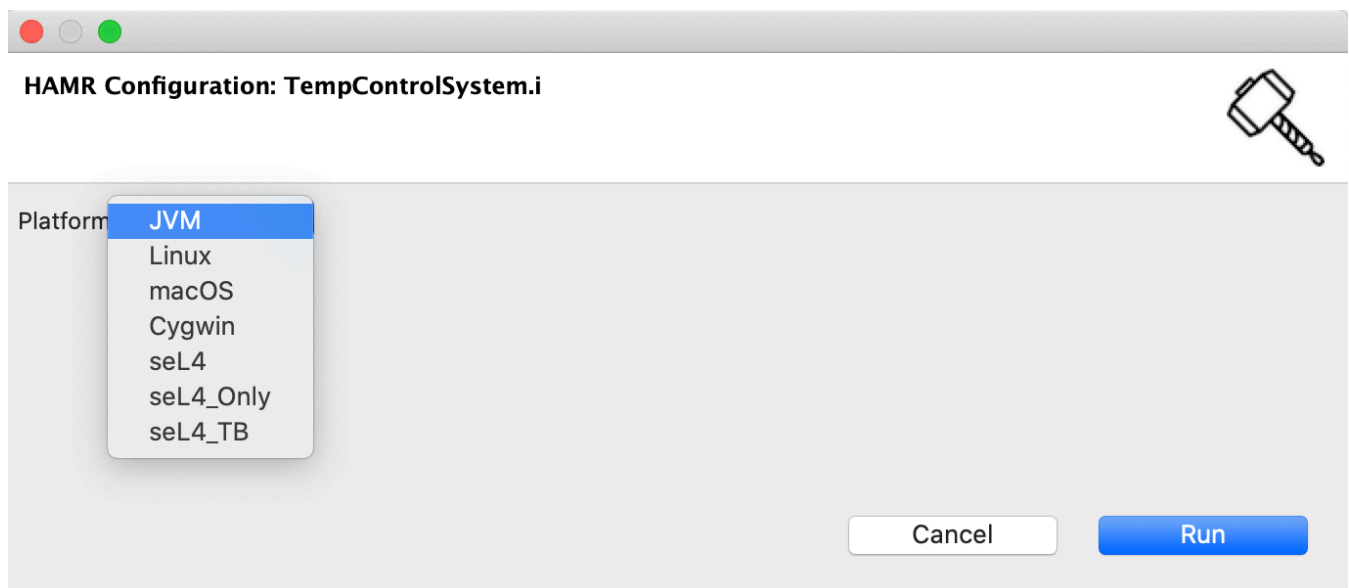 HAMR Configuration: TempControlSystem.i
Platform
JVM
Linux
macOS
Cygwin
seL4
seL4_Only
seL4_TB
Cancel
Run